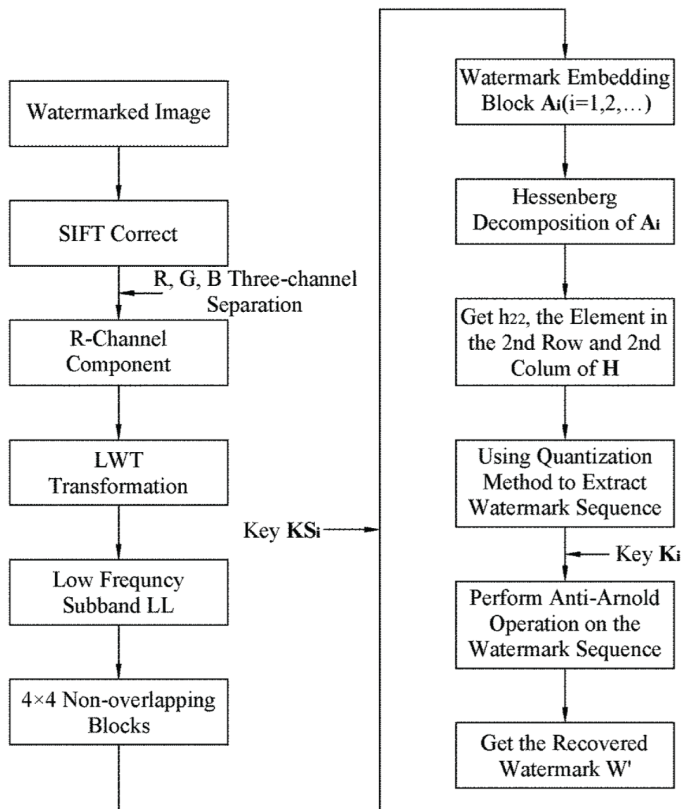 Watermarked Image
SIFT Correct
R, G, B Three-channel
Separation
R-Channel
Component
LWT
Transformation
Low Frequncy
Subband LL
4×4 Non-overlapping
Blocks
Key KSi
Watermark Embedding
Block Ai(i=1,2,…)
Hessenberg
Decomposition of Ai
Get h22, the Element in
the 2nd Row and 2nd
Colum of H
Using Quantization
Method to Extract
Watermark Sequence
Key Ki
Perform Anti-Arnold
Operation on the
Watermark Sequence
Get the Recovered
Watermark W'